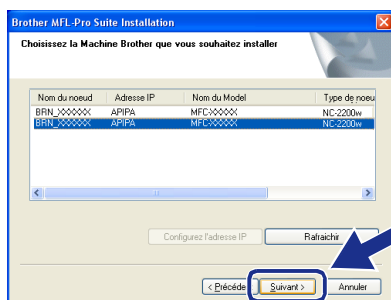 Brother MFL-Pro Suite Installation
Choisissez la Machine Brother que vous souhaitez installer
Nom du noeud Adresse IP Nom du Model Type de noeu
BRN_XXXXXX APIPA MFC-XXXXX NC-2200w
BRN_XXXXXX APIPA MFC-XXXXX NC-2200w
Configurez l'adresse IP Rafraichir
< Précéde Suivant > Annuler